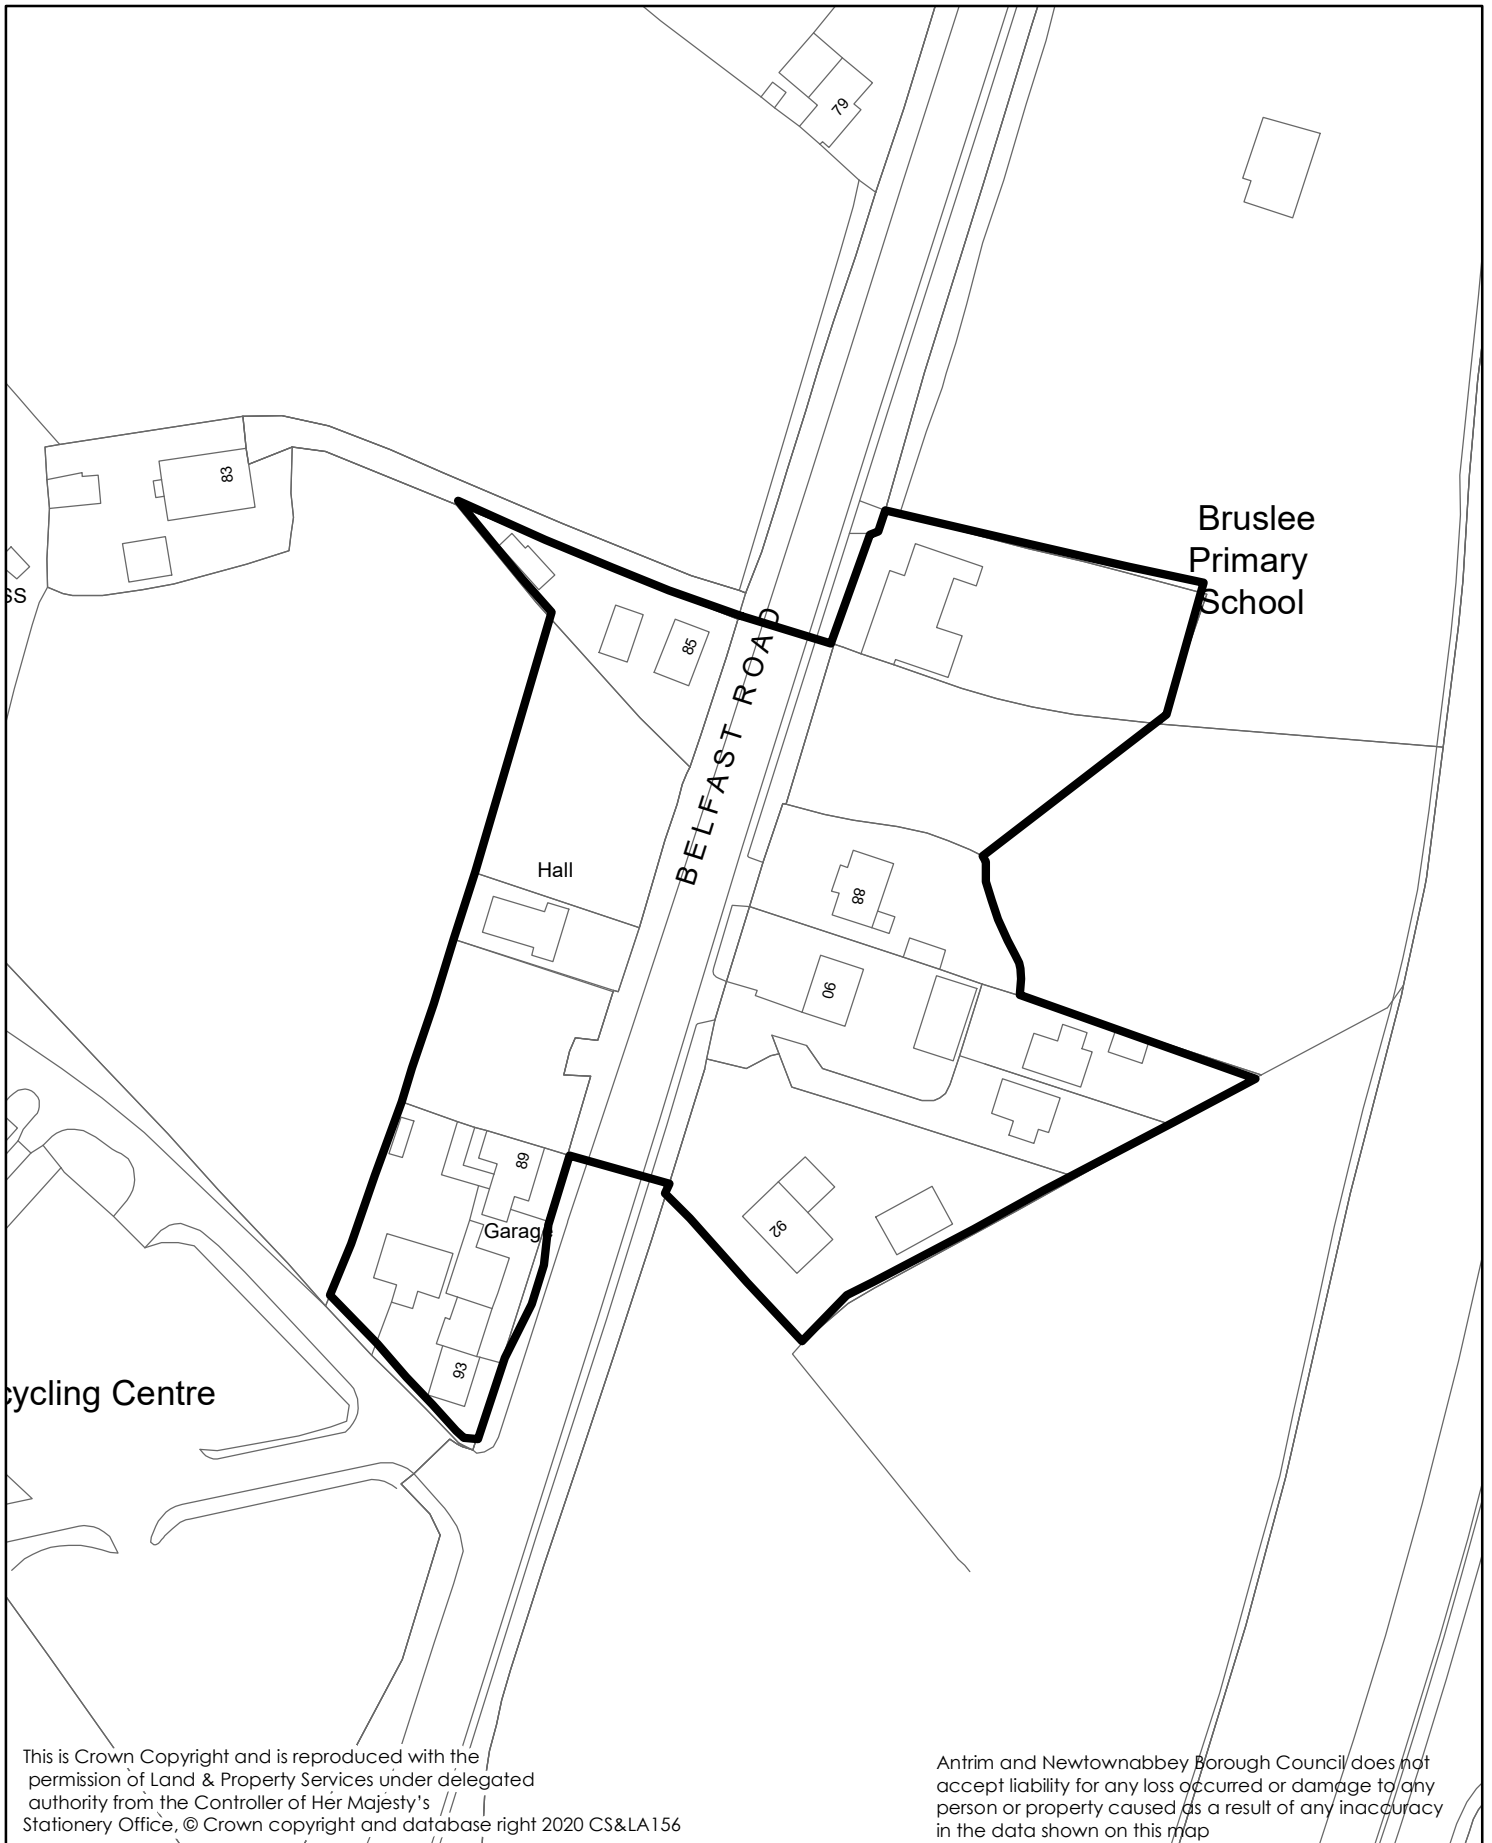 79
83
ss
Bruslee
Primary
School
85
BELFAST ROAD
Hall
88
90
89
Garage
92
93
cycling Centre
This is Crown Copyright and is reproduced with the
permission of Land & Property Services under delegated
authority from the Controller of Her Majesty's
Stationery Office, © Crown copyright and database right 2020 CS&LA156
Antrim and Newtownabbey Borough Council does not
accept liability for any loss occurred or damage to any
person or property caused as a result of any inaccuracy
in the data shown on this map